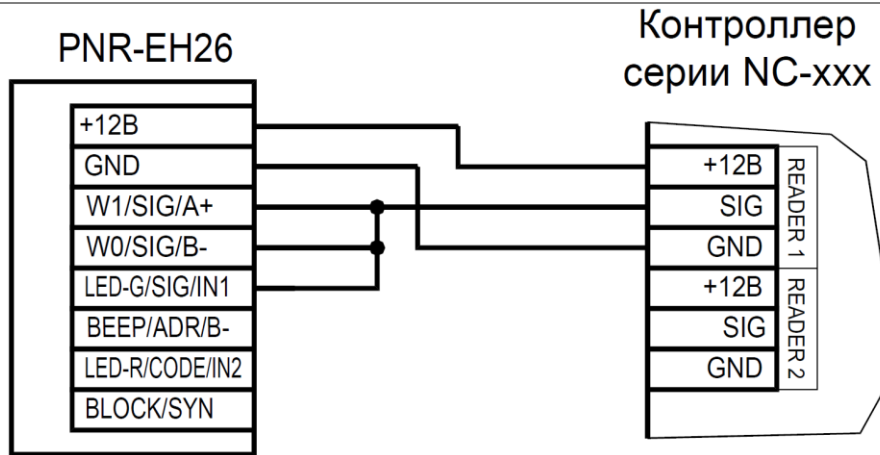 PNR-EH26
Контроллер
серии NC-xxx
+12В
GND
W1/SIG/A+
W0/SIG/B-
LED-G/SIG/IN1
BEEP/ADR/B-
LED-R/CODE/IN2
BLOCK/SYN
+12В
SIG
GND
READER 1
+12В
SIG
GND
READER 2